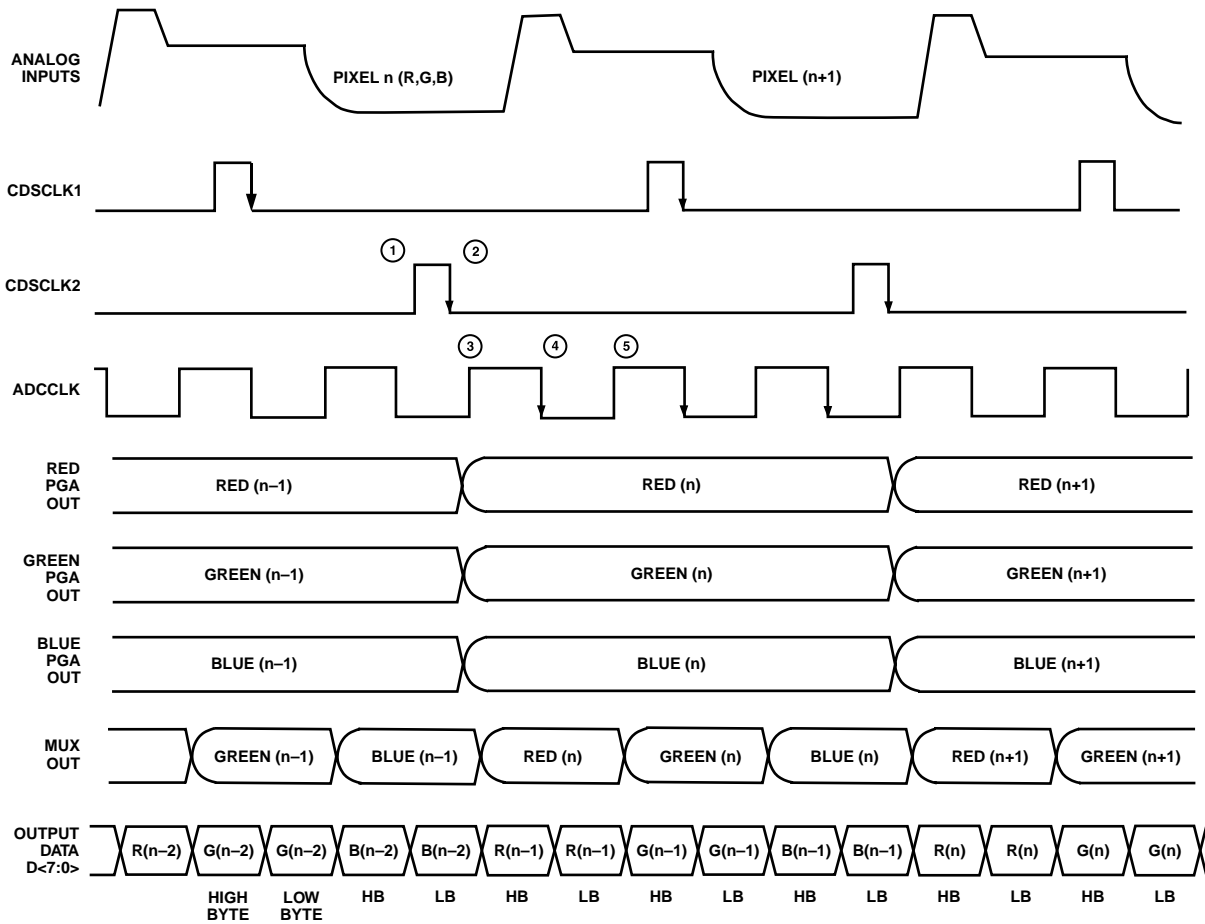 ANALOG
INPUTS
PIXEL n (R,G,B)
PIXEL (n+1)
CDSCLK1
1
2
CDSCLK2
3
4
5
ADCCLK
RED
PGA
OUT
RED (n–1)
RED (n)
RED (n+1)
GREEN
PGA
OUT
GREEN (n–1)
GREEN (n)
GREEN (n+1)
BLUE
PGA
OUT
BLUE (n–1)
BLUE (n)
BLUE (n+1)
MUX
OUT
GREEN (n–1)
BLUE (n–1)
RED (n)
GREEN (n)
BLUE (n)
RED (n+1)
GREEN (n+1)
OUTPUT
DATA
D<7:0>
R(n–2)
G(n–2)
G(n–2)
B(n–2)
B(n–2)
R(n–1)
R(n–1)
G(n–1)
G(n–1)
B(n–1)
B(n–1)
R(n)
R(n)
G(n)
G(n)
HIGH
BYTE
LOW
BYTE
HB
LB
HB
LB
HB
LB
HB
LB
HB
LB
HB
LB